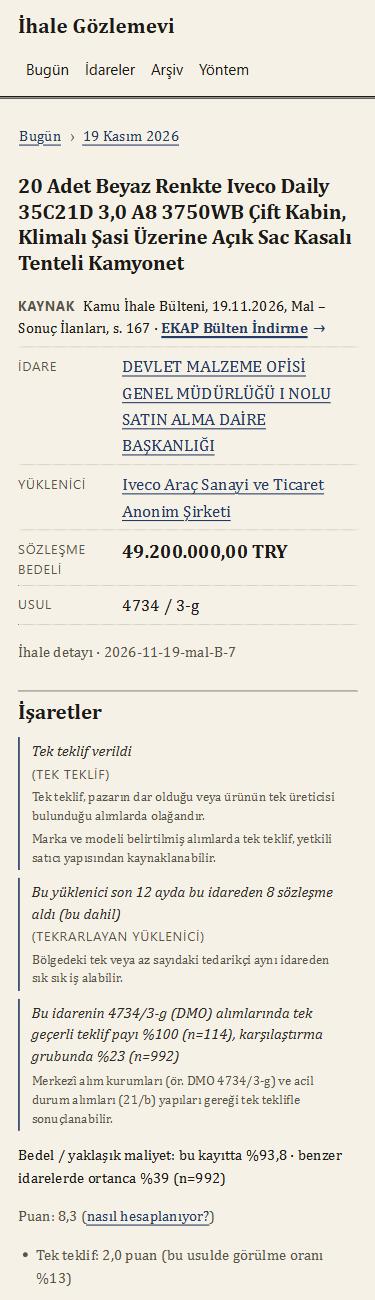 İhale Gözlemevi
Bugün İdareler Arşiv Yöntem
Bugün › 19 Kasım 2026
20 Adet Beyaz Renkte Iveco Daily
35C21D 3,0 A8 3750WB Çift Kabin,
Klimalı Şasi Üzerine Açık Sac Kasalı
Tenteli Kamyonet
KAYNAK Kamu İhale Bülteni, 19.11.2026, Mal –
Sonuç İlanları, s. 167 · EKAP Bülten İndirme →
İDARE
DEVLET MALZEME OFİSİ
GENEL MÜDÜRLÜĞÜ I NOLU
SATIN ALMA DAİRE
BAŞKANLIĞI
YÜKLENİCİ
Iveco Araç Sanayi ve Ticaret
Anonim Şirketi
SÖZLEŞME
BEDELİ
49.200.000,00 TRY
USUL
4734 / 3-g
İhale detayı · 2026-11-19-mal-B-7
İşaretler
Tek teklif verildi
(TEK TEKLİF)
Tek teklif, pazarın dar olduğu veya ürünün tek üreticisi
bulunduğu alımlarda olağandır.
Marka ve modeli belirtilmiş alımlarda tek teklif, yetkili
satıcı yapısından kaynaklanabilir.
Bu yüklenici son 12 ayda bu idareden 8 sözleşme
aldı (bu dahil)
(TEKRARLAYAN YÜKLENİCİ)
Bölgedeki tek veya az sayıdaki tedarikçi aynı idareden
sık sık iş alabilir.
Bu idarenin 4734/3-g (DMO) alımlarında tek
geçerli teklif payı %100 (n=114), karşılaştırma
grubunda %23 (n=992)
Merkezî alım kurumları (ör. DMO 4734/3-g) ve acil
durum alımları (21/b) yapıları gereği tek teklifle
sonuçlanabilir.
Bedel / yaklaşık maliyet: bu kayıtta %93,8 · benzer
idarelerde ortanca %39 (n=992)
Puan: 8,3 (nasıl hesaplanıyor?)
• Tek teklif: 2,0 puan (bu usulde görülme oranı
%13)